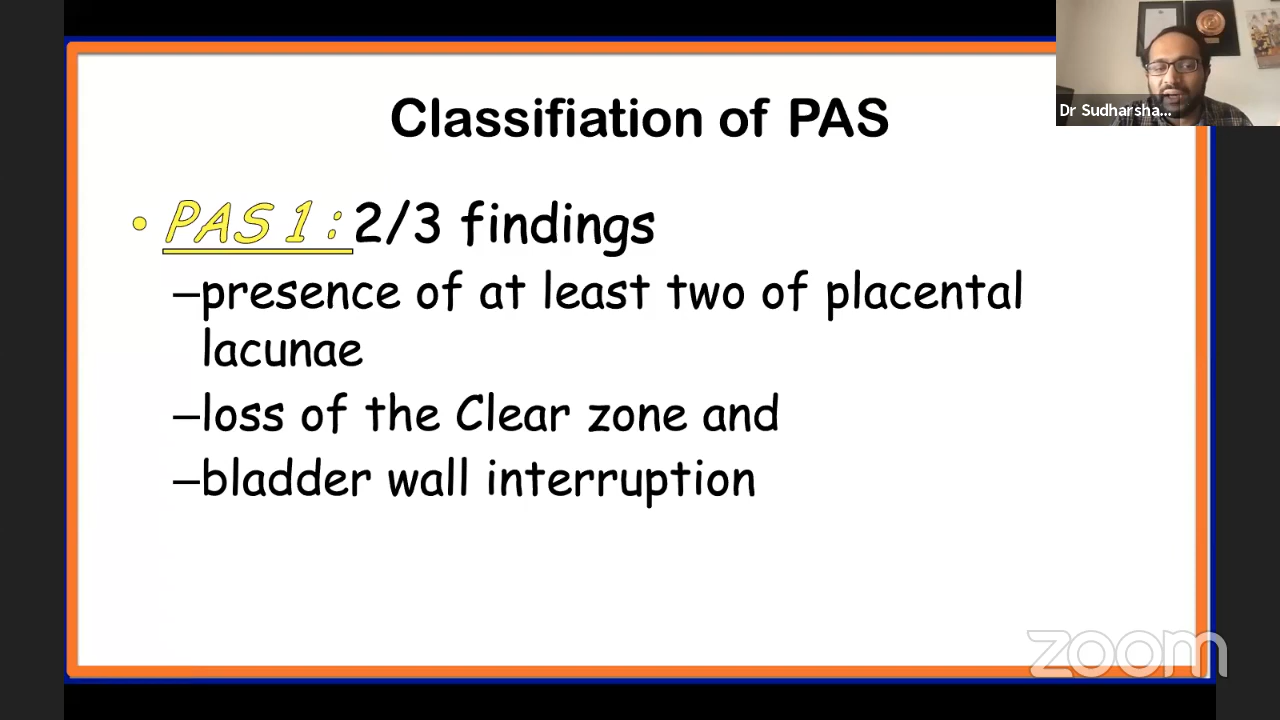 Classifiation of PAS
• PAS 1 : 2/3 findings
–presence of at least two of placental
lacunae
–loss of the Clear zone and
–bladder wall interruption
Dr Sudharsha...
zoom